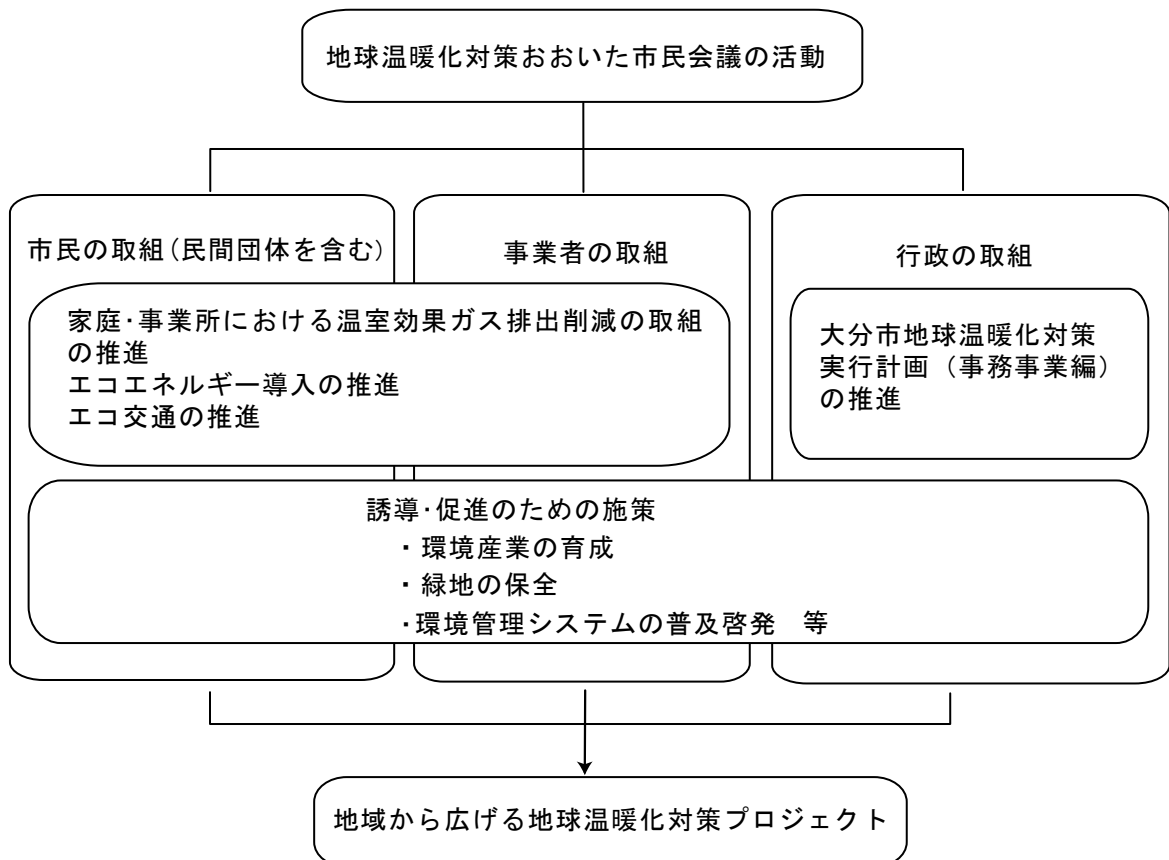 地球温暖化対策おおいた市民会議の活動
市民の取組(民間団体を含む)
事業者の取組
行政の取組
家庭･事業所における温室効果ガス排出削減の取組
の推進
エコエネルギー導入の推進
エコ交通の推進
大分市地球温暖化対策
実行計画（事務事業編）
の推進
誘導･促進のための施策
・環境産業の育成
・緑地の保全
･環境管理システムの普及啓発　等
地域から広げる地球温暖化対策プロジェクト